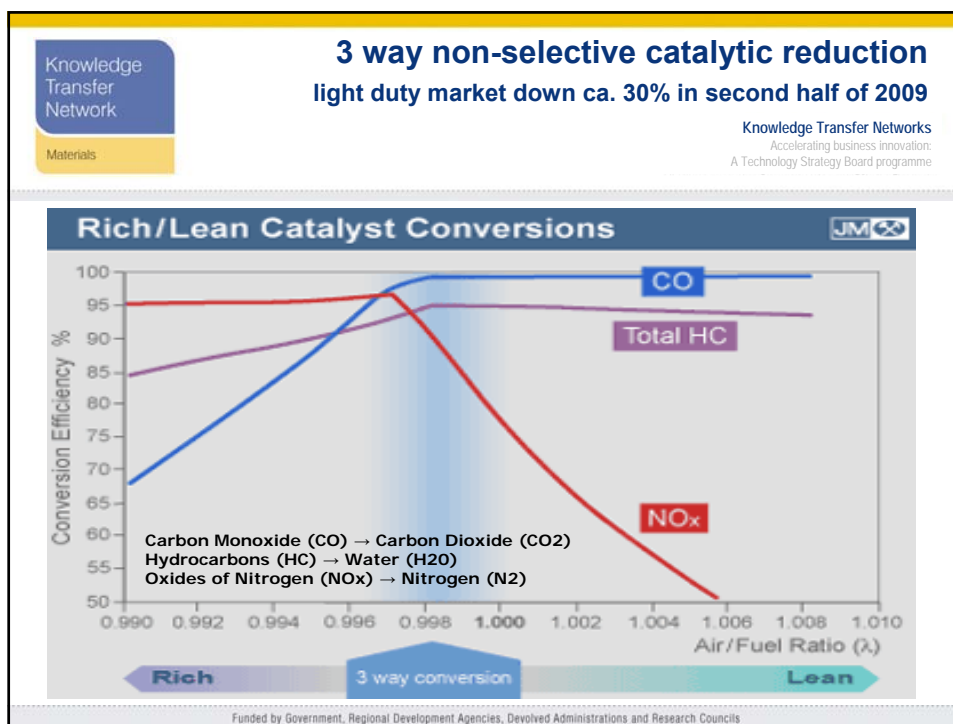 Knowledge
Transfer
Network
Materials
3 way non-selective catalytic reduction
light duty market down ca. 30% in second half of 2009
Knowledge Transfer Networks
Accelerating business innovation:
A Technology Strategy Board programme
Rich/Lean Catalyst Conversions
JM
100
95
90
85
80
75
70
65
60
55
50
Conversion Efficiency %
CO
Total HC
NOx
Carbon Monoxide (CO) → Carbon Dioxide (CO2)
Hydrocarbons (HC) → Water (H20)
Oxides of Nitrogen (NOx) → Nitrogen (N2)
0.990 0.992 0.994 0.996 0.998 1.000 1.002 1.004 1.006 1.008 1.010
Air/Fuel Ratio (λ)
Rich
3 way conversion
Lean
Funded by Government, Regional Development Agencies, Devolved Administrations and Research Councils